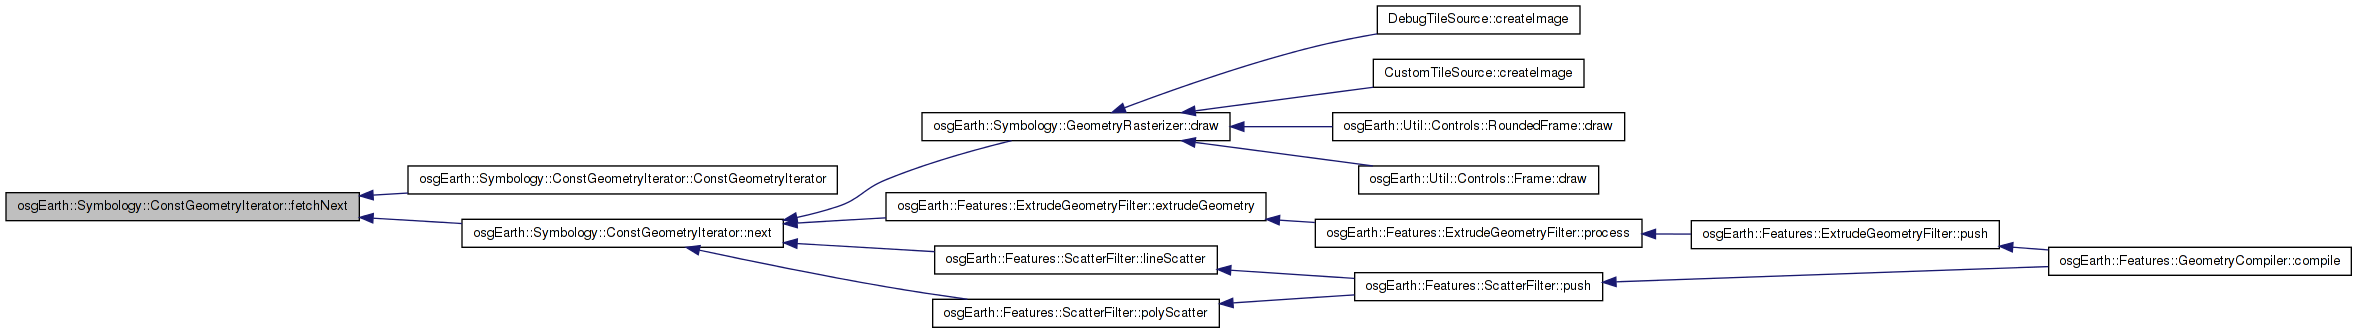 DebugTileSource::createImage
CustomTileSource::createImage
osgEarth::Symbology::GeometryRasterizer::draw
osgEarth::Util::Controls::RoundedFrame::draw
osgEarth::Symbology::ConstGeometryIterator::ConstGeometryIterator
osgEarth::Util::Controls::Frame::draw
osgEarth::Symbology::ConstGeometryIterator::fetchNext
osgEarth::Features::ExtrudeGeometryFilter::extrudeGeometry
osgEarth::Symbology::ConstGeometryIterator::next
osgEarth::Features::ExtrudeGeometryFilter::process
osgEarth::Features::ExtrudeGeometryFilter::push
osgEarth::Features::ScatterFilter::lineScatter
osgEarth::Features::GeometryCompiler::compile
osgEarth::Features::ScatterFilter::push
osgEarth::Features::ScatterFilter::polyScatter